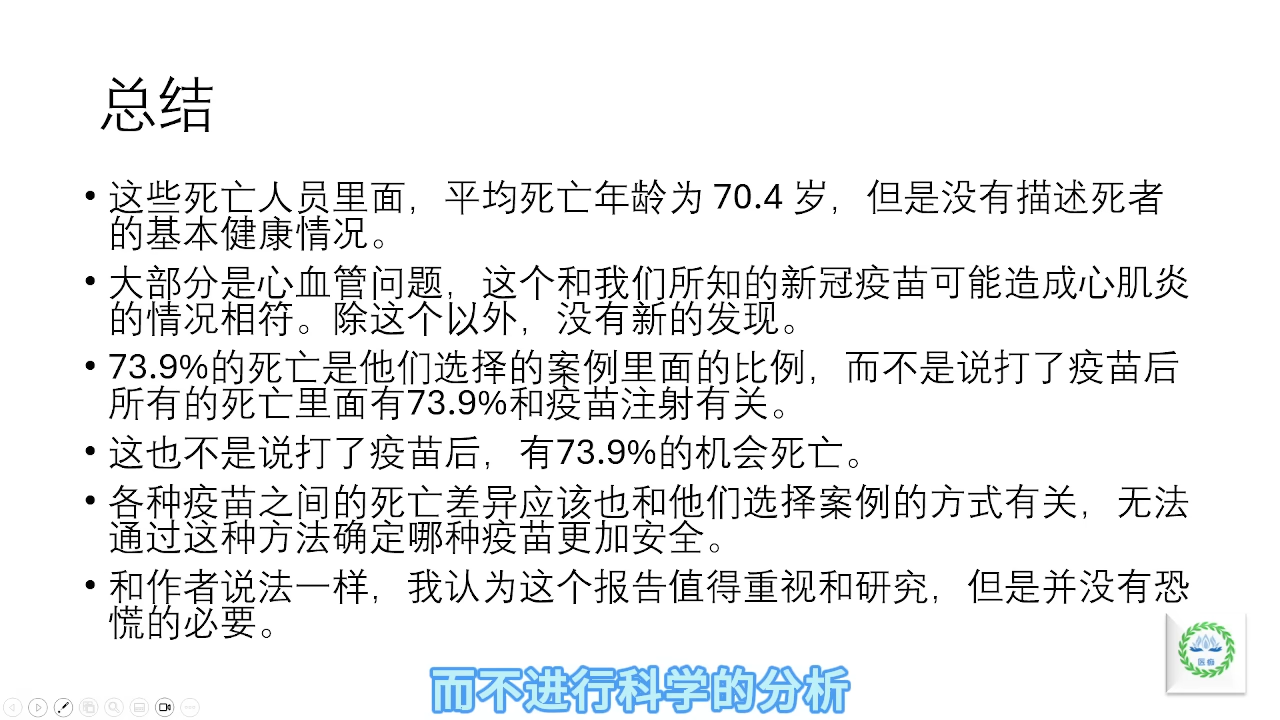 总结
• 这些死亡人员里面，平均死亡年龄为 70.4 岁，但是没有描述死者
的基本健康情况。
• 大部分是心血管问题，这个和我们所知的新冠疫苗可能造成心肌炎
的情况相符。除这个以外，没有新的发现。
• 73.9%的死亡是他们选择的案例里面的比例，而不是说打了疫苗后
所有的死亡里面有73.9%和疫苗注射有关。
• 这也不是说打了疫苗后，有73.9%的机会死亡。
• 各种疫苗之间的死亡差异应该也和他们选择案例的方式有关，无法
通过这种方法确定哪种疫苗更加安全。
• 和作者说法一样，我认为这个报告值得重视和研究，但是并没有恐
慌的必要。
而不进行科学的分析